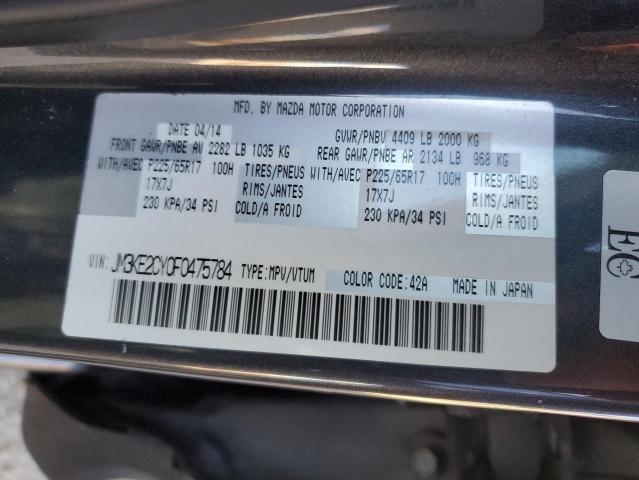 MFD. BY MAZDA MOTOR CORPORATION
DATE 04/14 GVWR/PNBV 4409 LB 2000 KG
FRONT GAWR/PNBE AV 2282 LB 1035 KG REAR GAWR/PNBE AR 2134 LB 968 KG
WITH/AVEC P225/65R17 100H TIRES/PNEUS WITH/AVEC P225/65R17 100H TIRES/PNEUS
17X7J RIMS/JANTES 17X7J RIMS/JANTES
230 KPA/34 PSI COLD/A FROID 230 KPA/34 PSI COLD/A FROID
VIN: JM3KE2CY0F0475784 TYPE:MPV/VTUM COLOR CODE:42A MADE IN JAPAN
EC